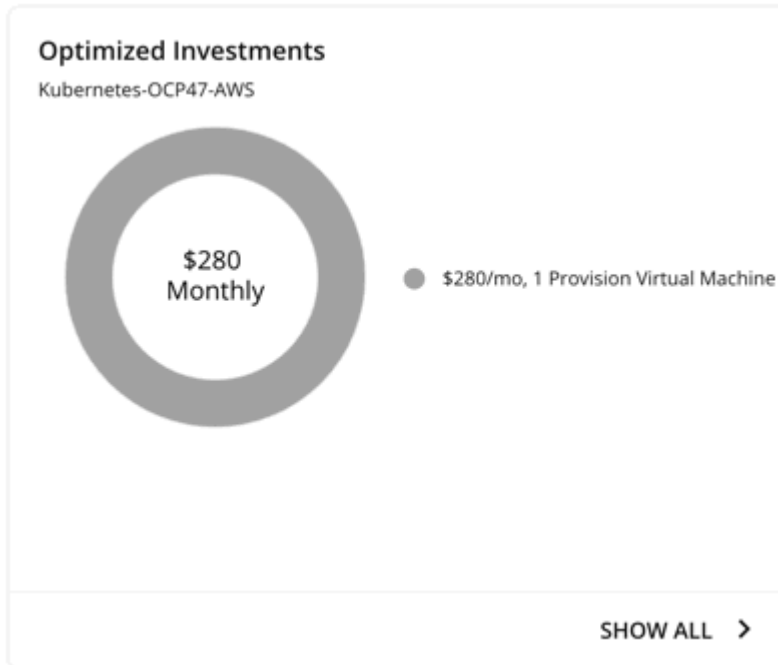 Optimized Investments
Kubernetes-OCP47-AWS
$280
Monthly
$280/mo, 1 Provision Virtual Machine
SHOW ALL